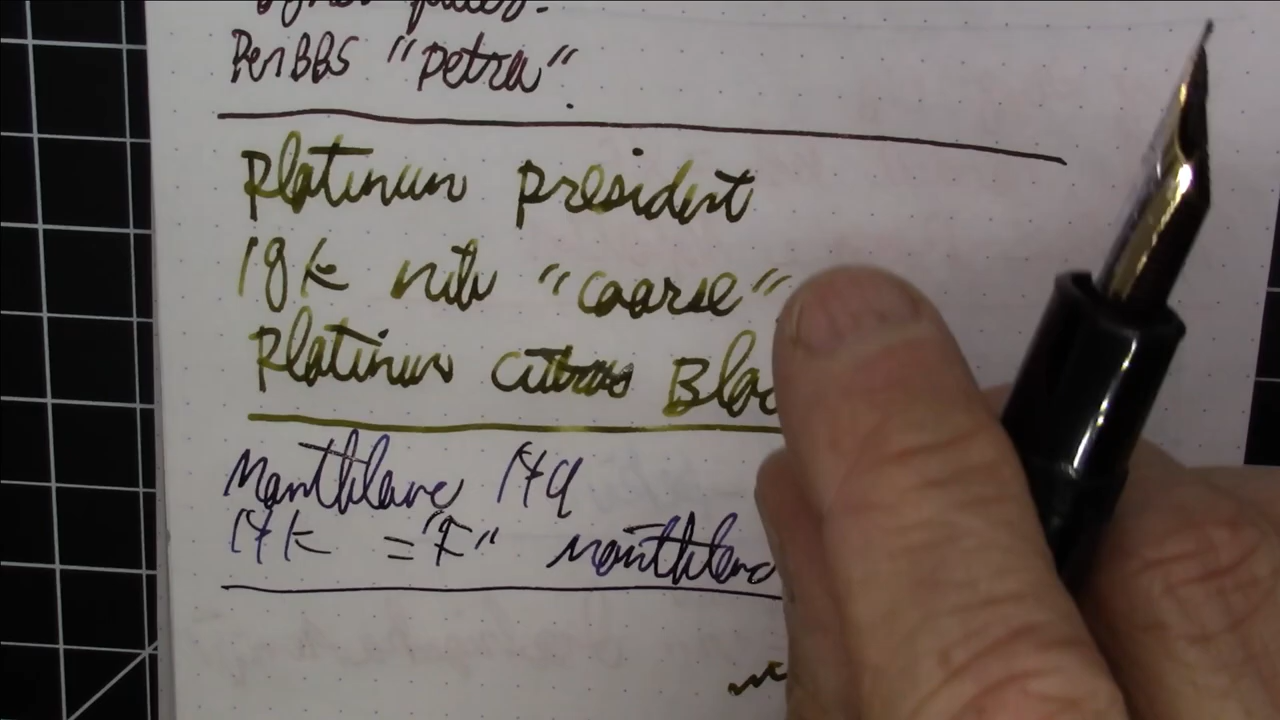 PenBBS "Petra"
Platinum President
18k nib "Coarse"
Platinum Citrus Blac
Montblanc 149
14k = "F" Montblanc